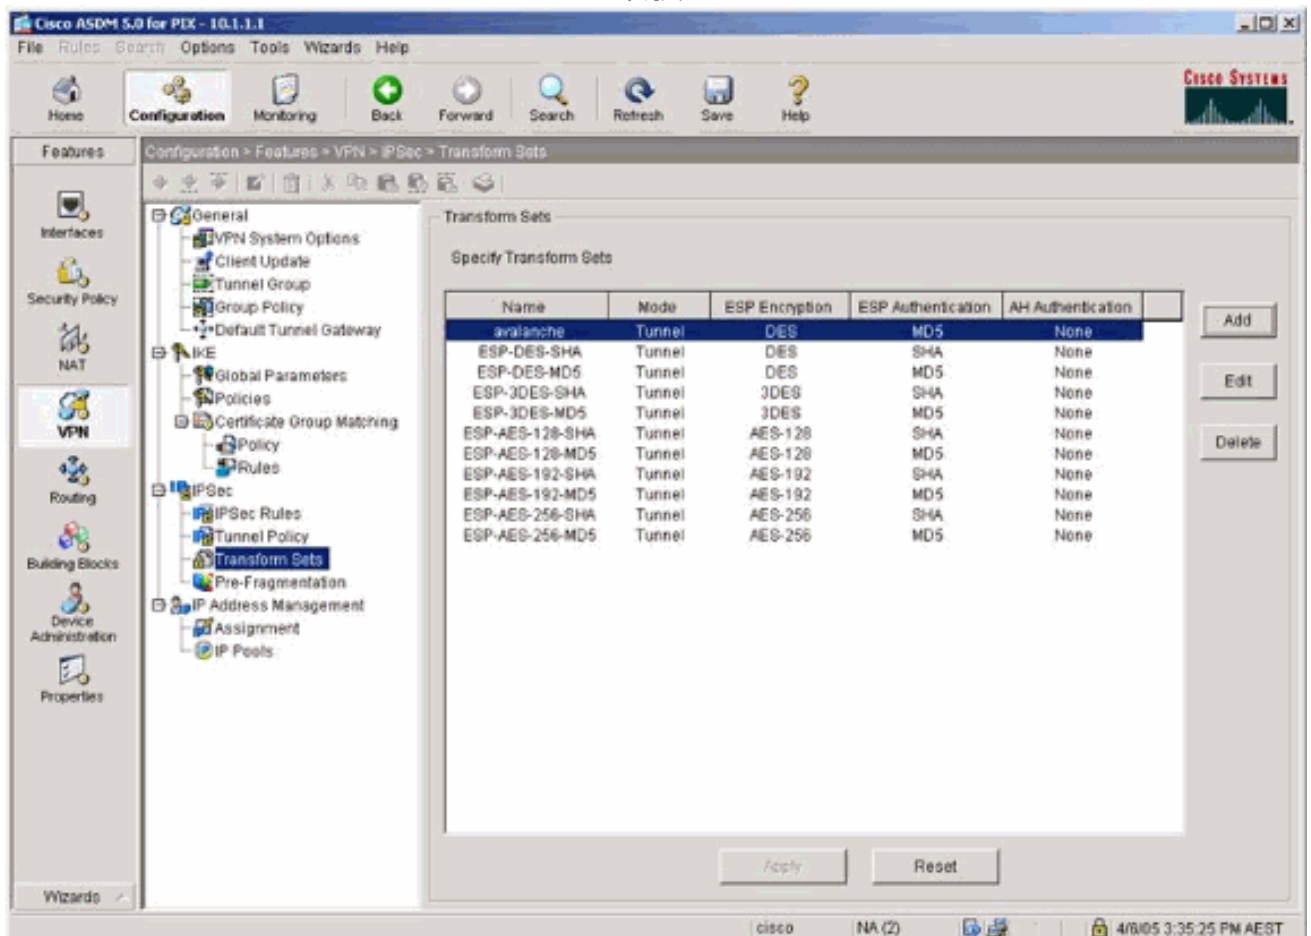 Cisco ASDM 5.0 for PIX - 10.1.1.1
File Rules Search Options Tools Wizards Help
Home Configuration Monitoring Back Forward Search Refresh Save Help
CISCO SYSTEMS
Features
Configuration > Features > VPN > IPSec > Transform Sets
Interfaces
Security Policy
NAT
VPN
Routing
Building Blocks
Device Administration
Properties
Wizards
General
VPN System Options
Client Update
Tunnel Group
Group Policy
Default Tunnel Gateway
IKE
Global Parameters
Policies
Certificate Group Matching
Policy
Rules
IPSec
IPSec Rules
Tunnel Policy
Transform Sets
Pre-Fragmentation
IP Address Management
Assignment
IP Pools
Transform Sets
Specify Transform Sets
Name Mode ESP Encryption ESP Authentication AH Authentication
avalanche Tunnel DES MD5 None
ESP-DES-SHA Tunnel DES SHA None
ESP-DES-MD5 Tunnel DES MD5 None
ESP-3DES-SHA Tunnel 3DES SHA None
ESP-3DES-MD5 Tunnel 3DES MD5 None
ESP-AES-128-SHA Tunnel AES-128 SHA None
ESP-AES-128-MD5 Tunnel AES-128 MD5 None
ESP-AES-192-SHA Tunnel AES-192 SHA None
ESP-AES-192-MD5 Tunnel AES-192 MD5 None
ESP-AES-256-SHA Tunnel AES-256 SHA None
ESP-AES-256-MD5 Tunnel AES-256 MD5 None
Add
Edit
Delete
Apply Reset
cisco NA (2) 4/6/05 3:35:25 PM AEST